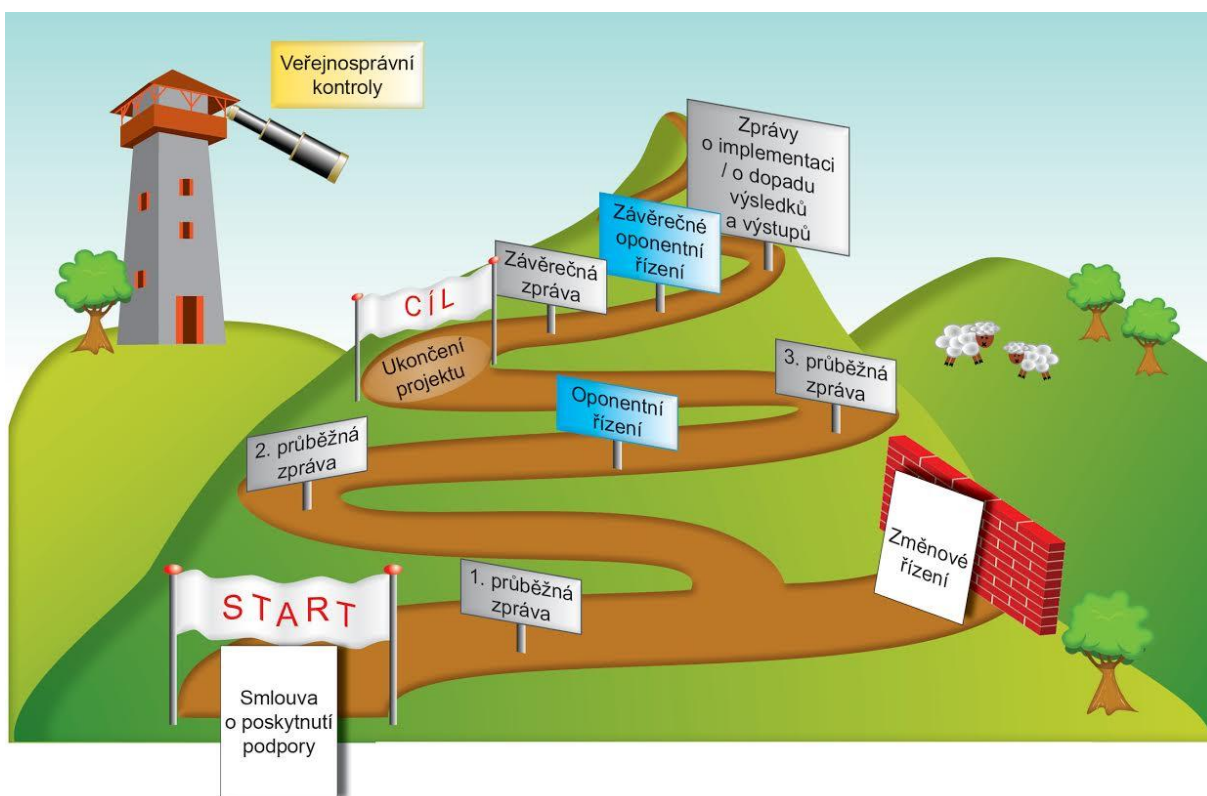 Veřejnosprávní
kontroly
Zprávy
o implementaci
/ o dopadu
výsledků
a výstupů
Závěrečné
oponentní
řízení
Závěrečná
zpráva
CÍL
Ukončení
projektu
3. průběžná
zpráva
Oponentní
řízení
2. průběžná
zpráva
Změnové
řízení
1. průběžná
zpráva
START
Smlouva
o poskytnutí
podpory